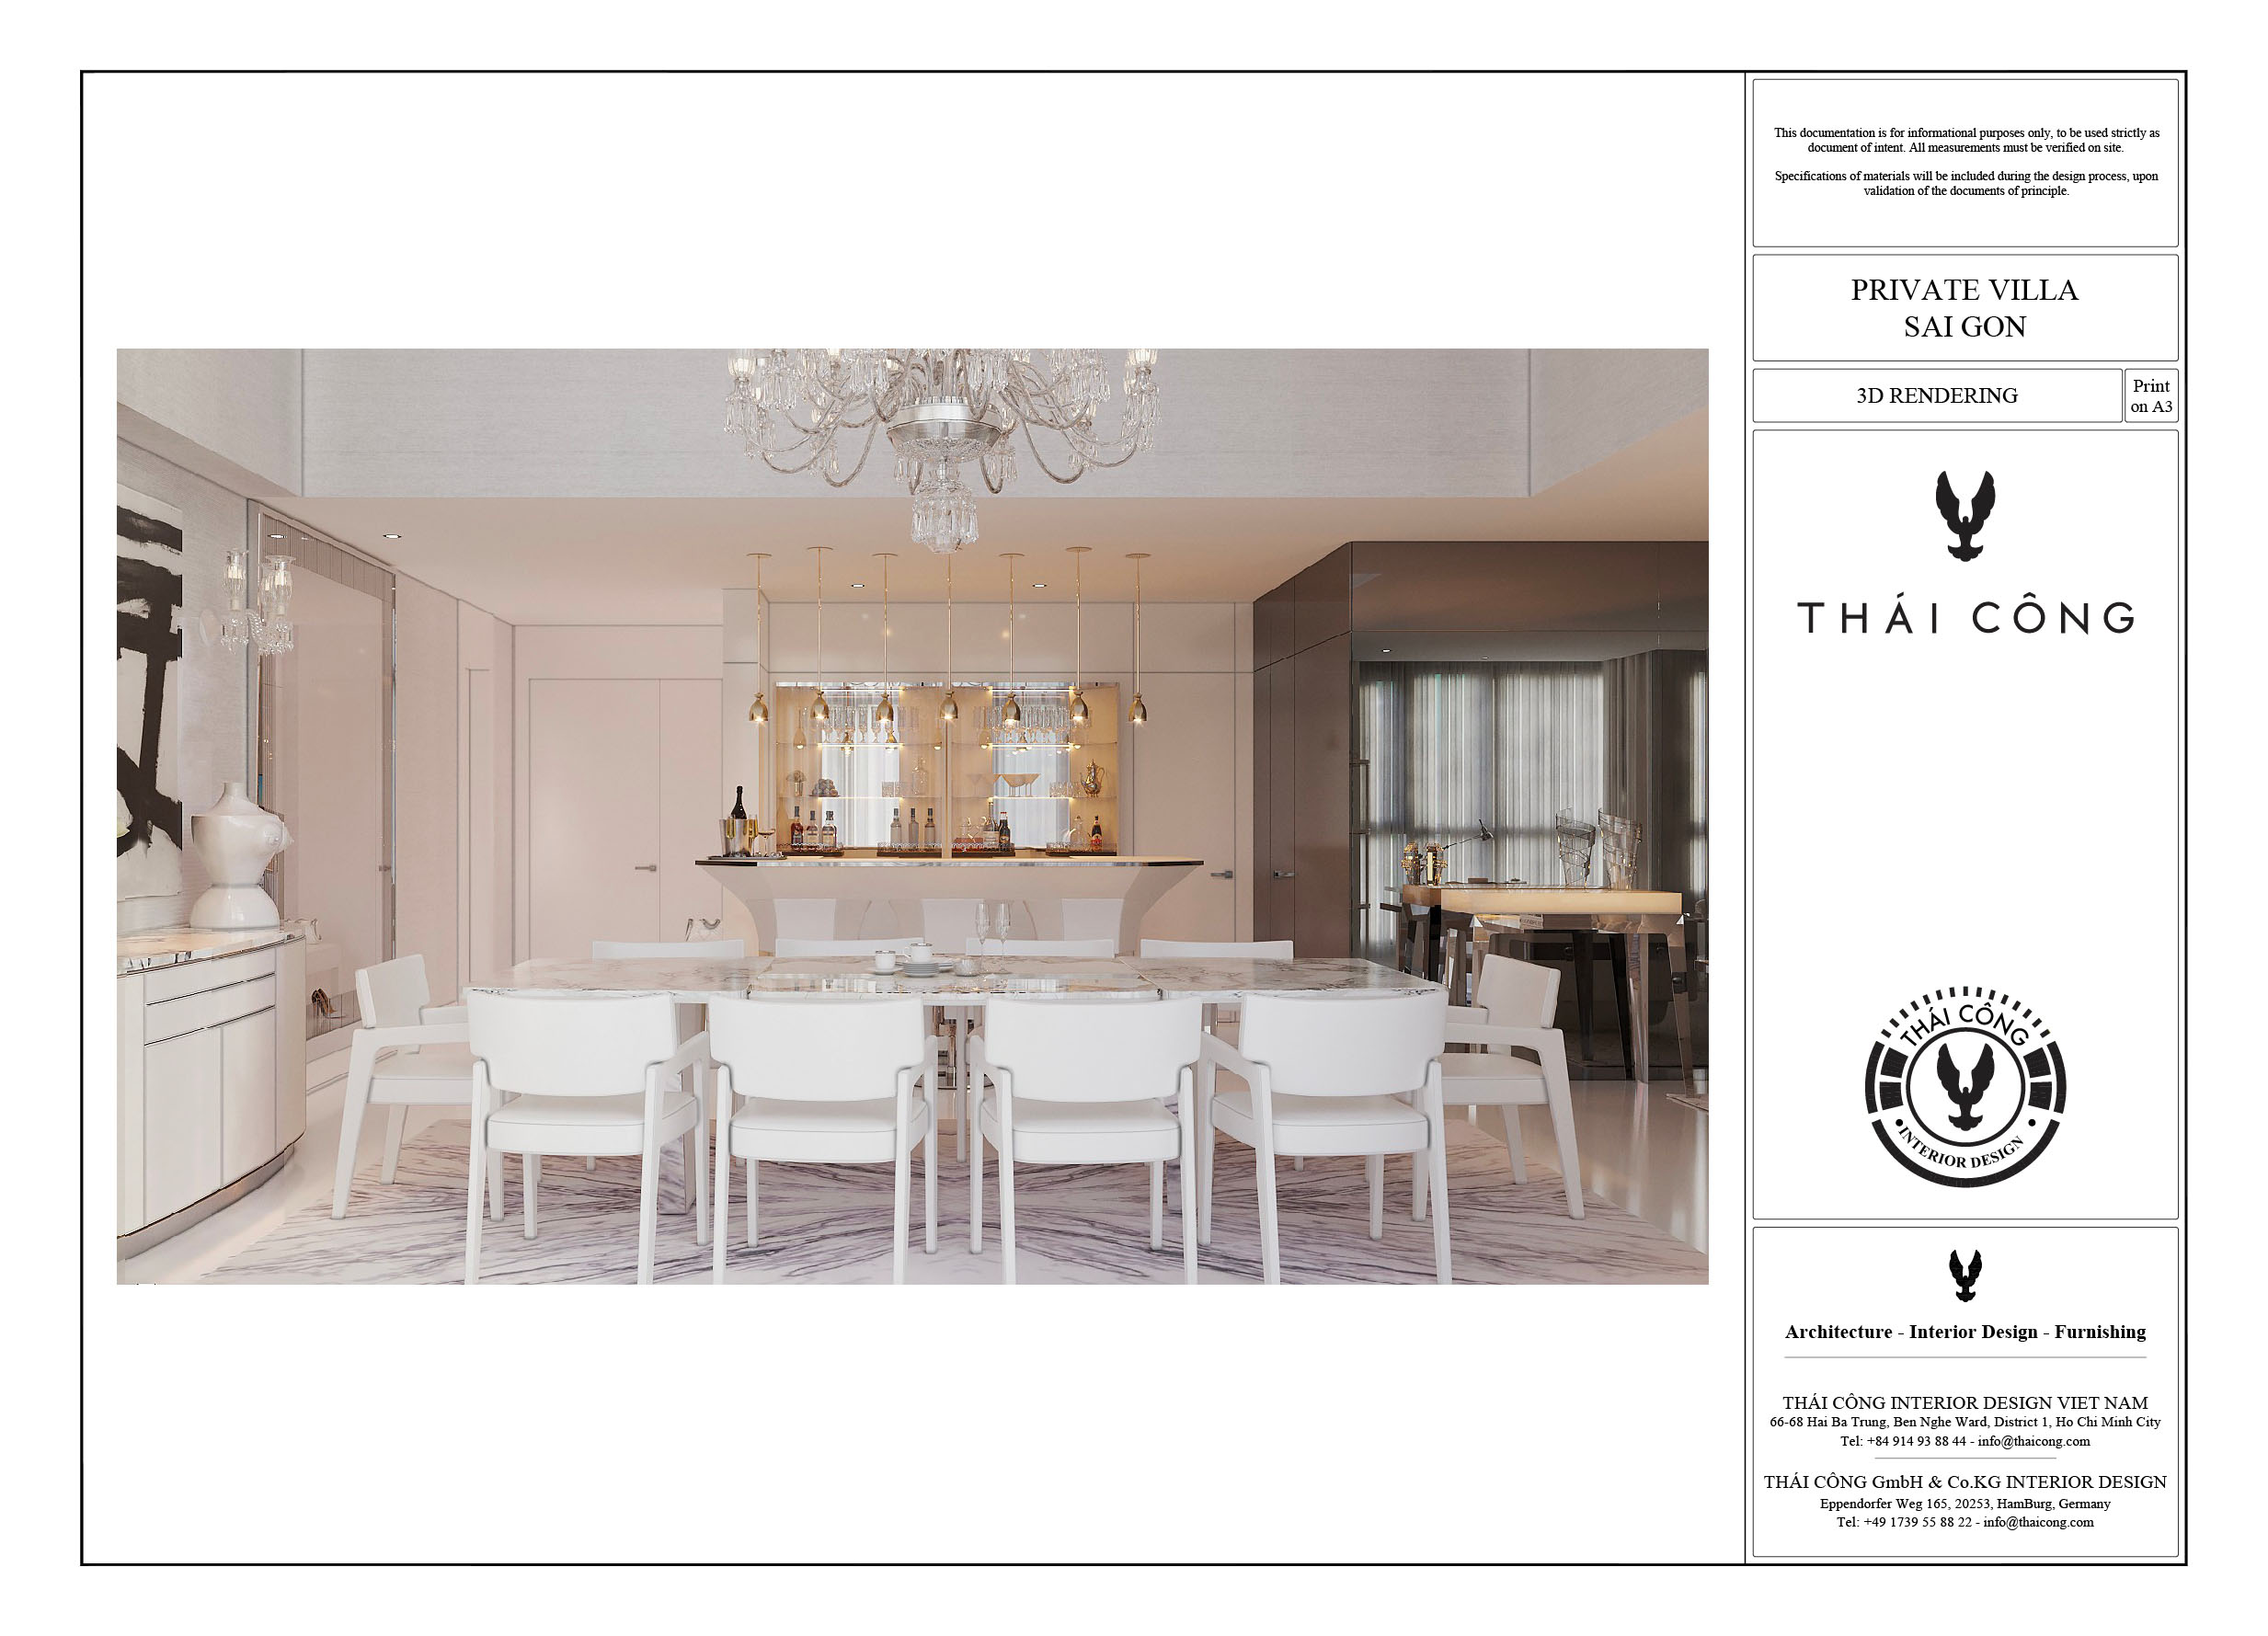 This documentation is for informational purposes only, to be used strictly as
document of intent. All measurements must be verified on site.
Specifications of materials will be included during the design process, upon
validation of the documents of principle.
PRIVATE VILLA
SAI GON
3D RENDERING
Print
on A3
THÁI CÔNG
THÁI CÔNG
INTERIOR DESIGN
Architecture - Interior Design - Furnishing
THÁI CÔNG INTERIOR DESIGN VIET NAM
66-68 Hai Ba Trung, Ben Nghe Ward, District 1, Ho Chi Minh City
Tel: +84 914 93 88 44 - info@thaicong.com
THÁI CÔNG GmbH & Co.KG INTERIOR DESIGN
Eppendorfer Weg 165, 20253, HamBurg, Germany
Tel: +49 1739 55 88 22 - info@thaicong.com